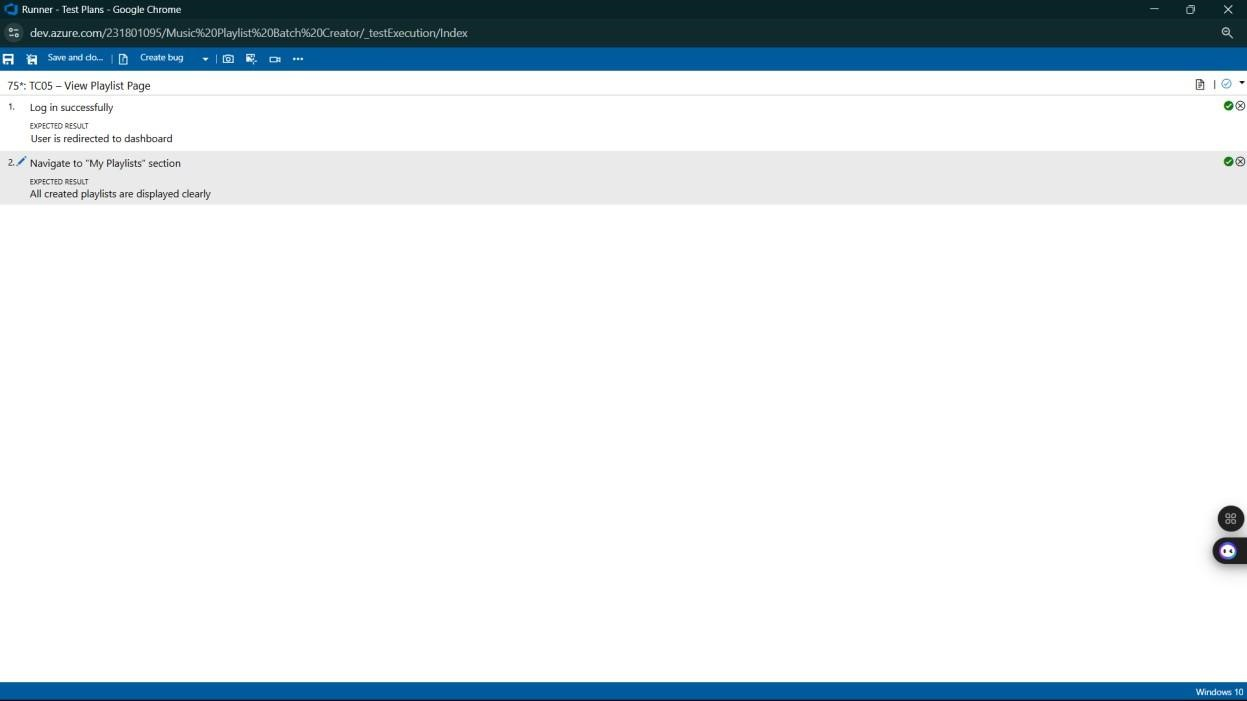 Runner - Test Plans - Google Chrome
dev.azure.com/231801095/Music%20Playlist%20Batch%20Creator/_testExecution/Index
Save and clo... Create bug
75*: TC05 – View Playlist Page
1. Log in successfully
EXPECTED RESULT
User is redirected to dashboard
2. Navigate to "My Playlists" section
EXPECTED RESULT
All created playlists are displayed clearly
Windows 10